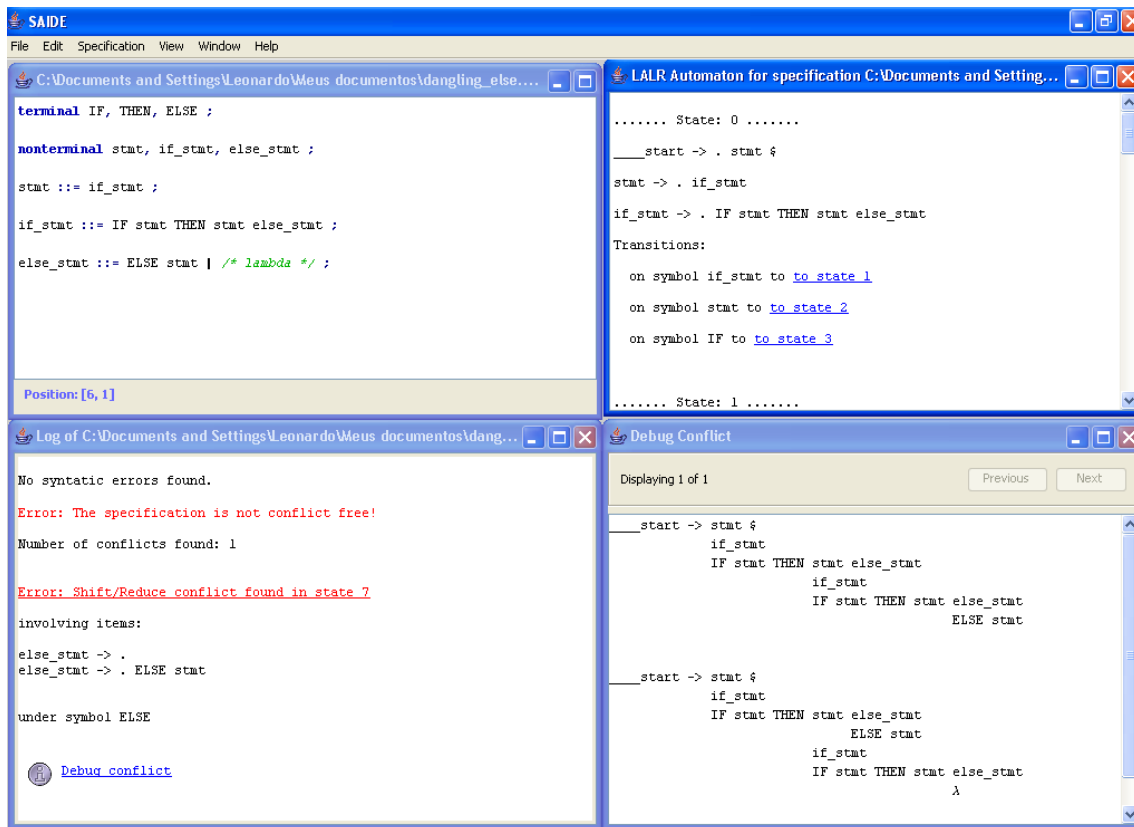 SAIDE
File Edit Specification View Window Help
C:\Documents and Settings\Leonardo\Meus documentos\dangling_else....
terminal IF, THEN, ELSE ;
nonterminal stmt, if_stmt, else_stmt ;
stmt ::= if_stmt ;
if_stmt ::= IF stmt THEN stmt else_stmt ;
else_stmt ::= ELSE stmt | /* lambda */ ;
Position: [6, 1]
LALR Automaton for specification C:\Documents and Setting...
....... State: 0 .......
____start -> . stmt $
stmt -> . if_stmt
if_stmt -> . IF stmt THEN stmt else_stmt
Transitions:
on symbol if_stmt to to state 1
on symbol stmt to to state 2
on symbol IF to to state 3
....... State: 1 .......
Log of C:\Documents and Settings\Leonardo\Meus documentos\dang...
No syntatic errors found.
Error: The specification is not conflict free!
Number of conflicts found: 1
Error: Shift/Reduce conflict found in state 7
involving items:
else_stmt -> .
else_stmt -> . ELSE stmt
under symbol ELSE
Debug conflict
Debug Conflict
Displaying 1 of 1
Previous Next
____start -> stmt $
if_stmt
IF stmt THEN stmt else_stmt
if_stmt
IF stmt THEN stmt else_stmt
ELSE stmt
____start -> stmt $
if_stmt
IF stmt THEN stmt else_stmt
ELSE stmt
if_stmt
IF stmt THEN stmt else_stmt
λ